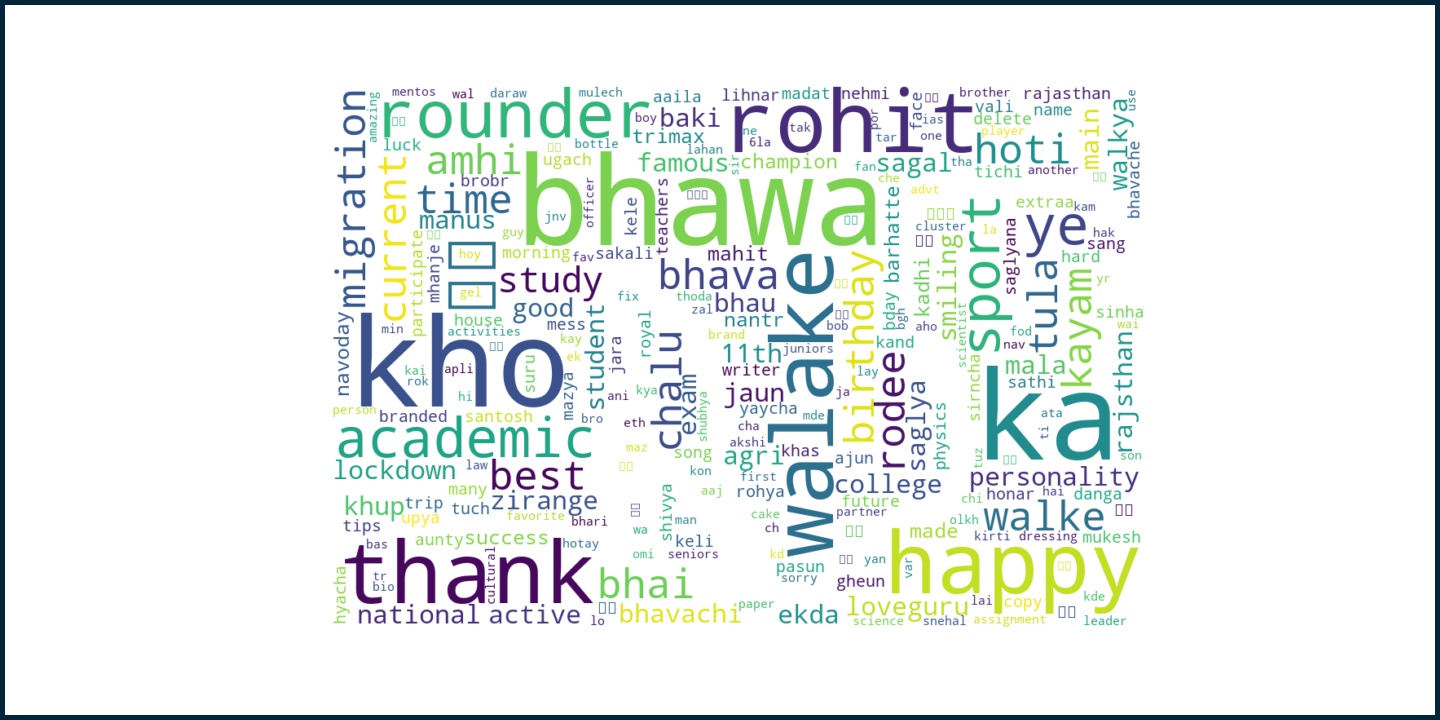 mentos wal daraw mulech aaila lihnar madat nehmi brother rajasthan
migration amazing rounder boy baki rohit face vali name use
luck trimax bottle lahan ne 6la tak por tar ias one delete player main walkya
amhi ugach famous sir champion fan sagal tha hoti tichi another
current time brobr bhawa che advt bhavache
manus jnv officer kele teachers barhatte extraa kam
participate guy morning fav sakali mahit cluster la sport saglyana ye hak sang
mhanje hoy study bhava walake birthday kadhi smiling tula hard
gel good fix thoda zal bhau bday bgh yr
navoday min house activities mess student royal nantr brand bob aho scientist fod nav kayam sinha wai
kho kai rok apli suru kay ek jara chalu 11th juniors kand rajsthan
hi mazya ani kya exam writer lay rodee saglya sirncha mala sathi ka
person branded santosh bro eth shubhya jaun yaycha mde ja physics ata ti
academic maz cha akshi khas
lockdown law best song agri kon ajun tuz son
many first college personality
khup trip tuch zirange shivya aaj rohya future chi honar hai danga
tips upya favorite bhari man cake partner olkh walke
aunty success wa keli ch made kirti dressing mukesh
bas hotay omi seniors kd yan happy
thank cultural bhai pasun sorry gheun var
tr bio hyacha kde
national active lo bhavachi paper ekda loveguru lai copy
science snehal assignment leader